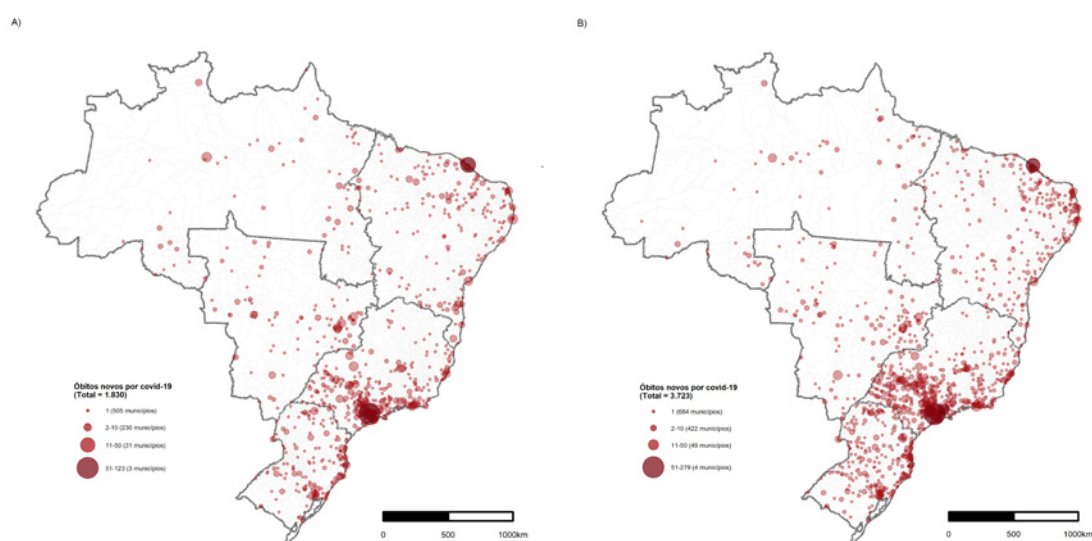 A)
B)
Óbitos novos por covid-19
(Total = 1.830)
1 (505 municípios)
2-10 (230 municípios)
11-50 (31 municípios)
51-123 (3 municípios)
0 500 1000km
Óbitos novos por covid-19
(Total = 3.723)
1 (684 municípios)
2-10 (422 municípios)
11-50 (49 municípios)
51-279 (4 municípios)
0 500 1000km